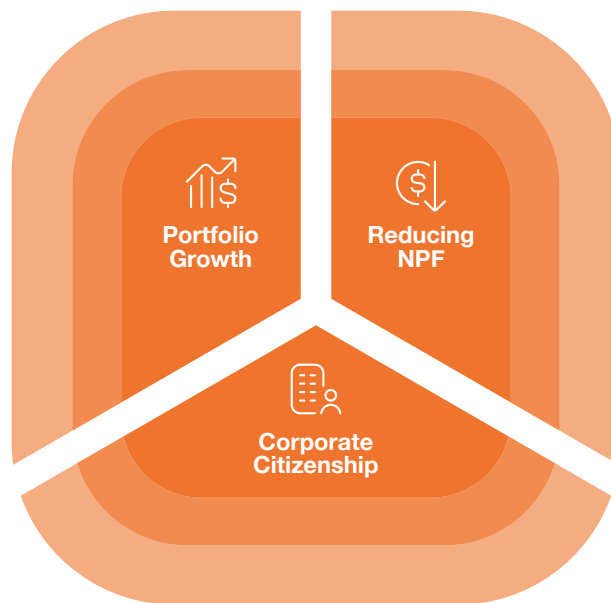 Portfolio
Growth
Reducing
NPF
Corporate
Citizenship